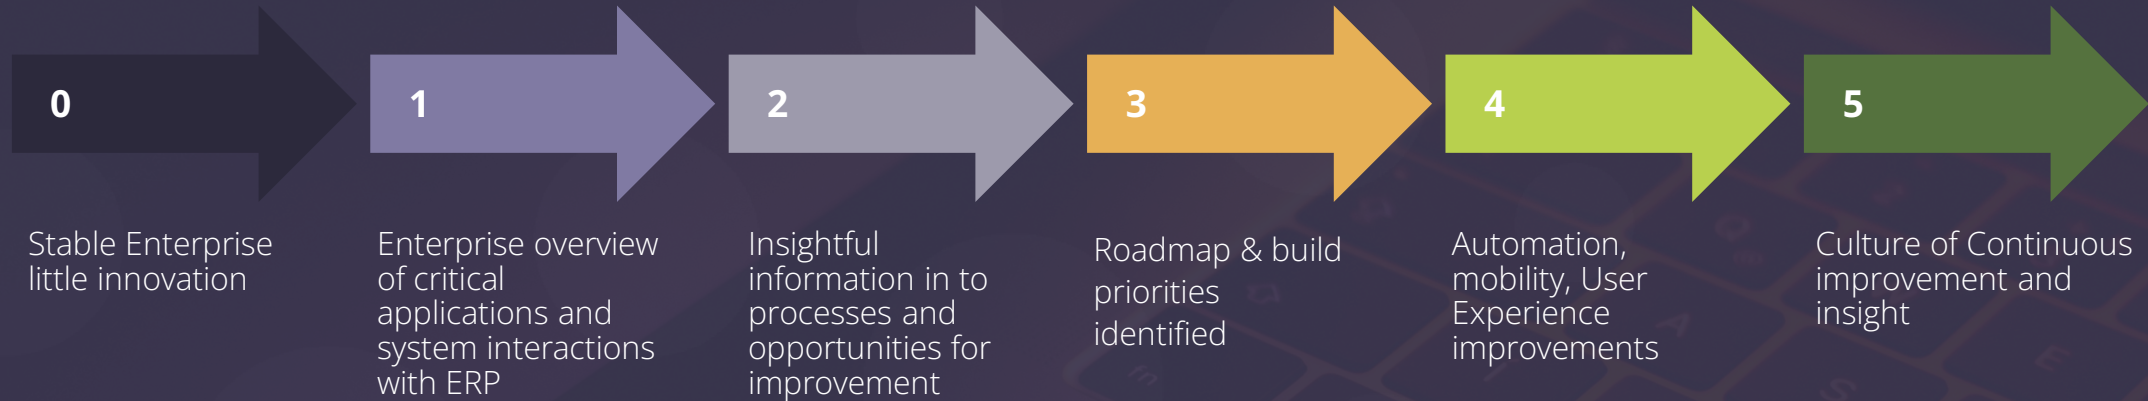 0
Stable Enterprise
little innovation
1
Enterprise overview
of critical
applications and
system interactions
with ERP
2
Insightful
information in to
processes and
opportunities for
improvement
3
Roadmap & build
priorities
identified
4
Automation,
mobility, User
Experience
improvements
5
Culture of Continuous
improvement and
insight